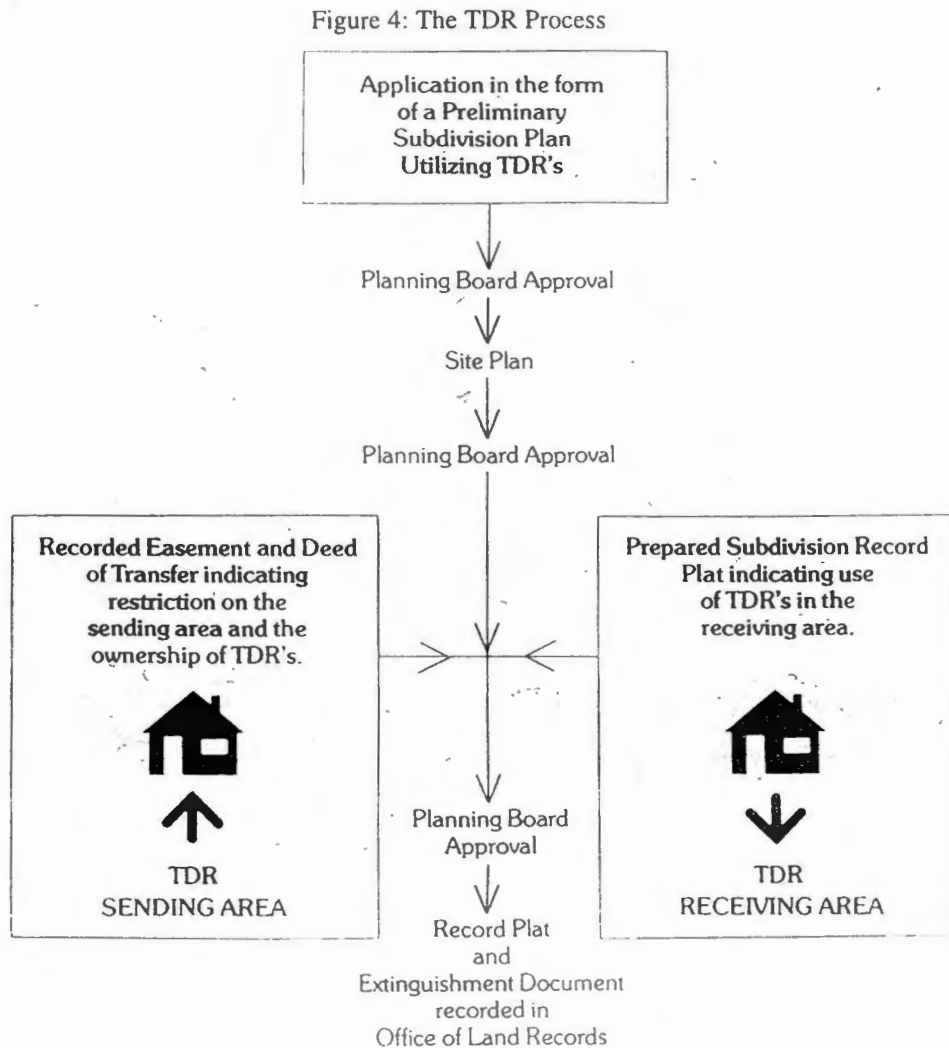 Figure 4: The TDR Process
Application in the form
of a Preliminary
Subdivision Plan
Utilizing TDR's
Planning Board Approval
Site Plan
Planning Board Approval
Recorded Easement and Deed
of Transfer indicating
restriction on the
sending area and the
ownership of TDR's.
TDR
SENDING AREA
Prepared Subdivision Record
Plat indicating use
of TDR's in the
receiving area.
TDR
RECEIVING AREA
Planning Board
Approval
Record Plat
and
Extinguishment Document
recorded in
Office of Land Records